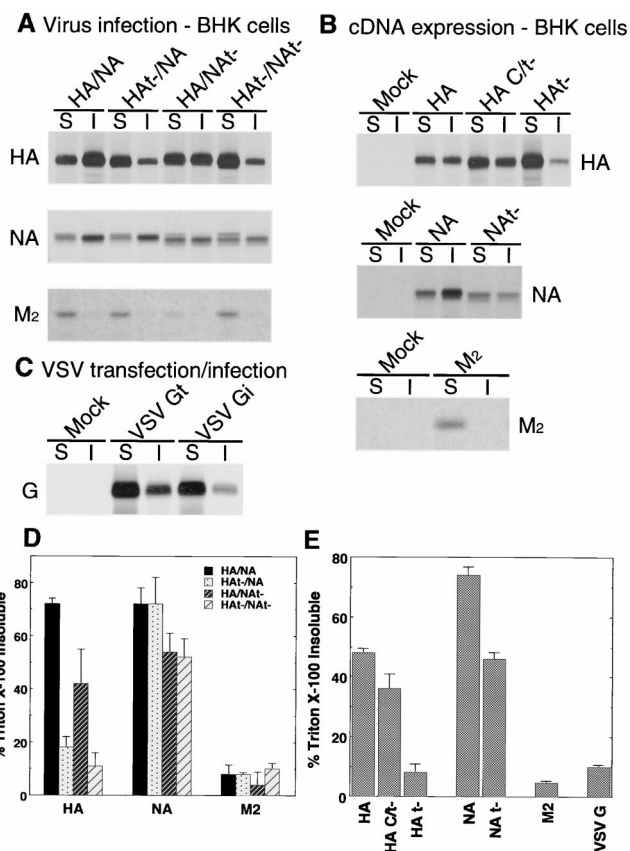 A Virus infection - BHK cells
HA/NA HAt-/NA HA/NAt- HAt-/NAt-
S I S I S I S I
HA
NA
M2
B cDNA expression - BHK cells
Mock HA HA C/t- HAt-
S I S I S I S I
HA
Mock NA NAt-
S I S I S I
NA
Mock M2
S I S I
M2
C VSV transfection/infection
Mock VSV Gt VSV Gi
S I S I S I
G
D
% Triton X-100 Insoluble
80
60
40
20
0
HA/NA
HAt-/NA
HA/NAt-
HAt-/NAt-
HA NA M2
E
% Triton X-100 Insoluble
80
60
40
20
0
HA HA C/t- HA t- NA NA t- M2 VSV G